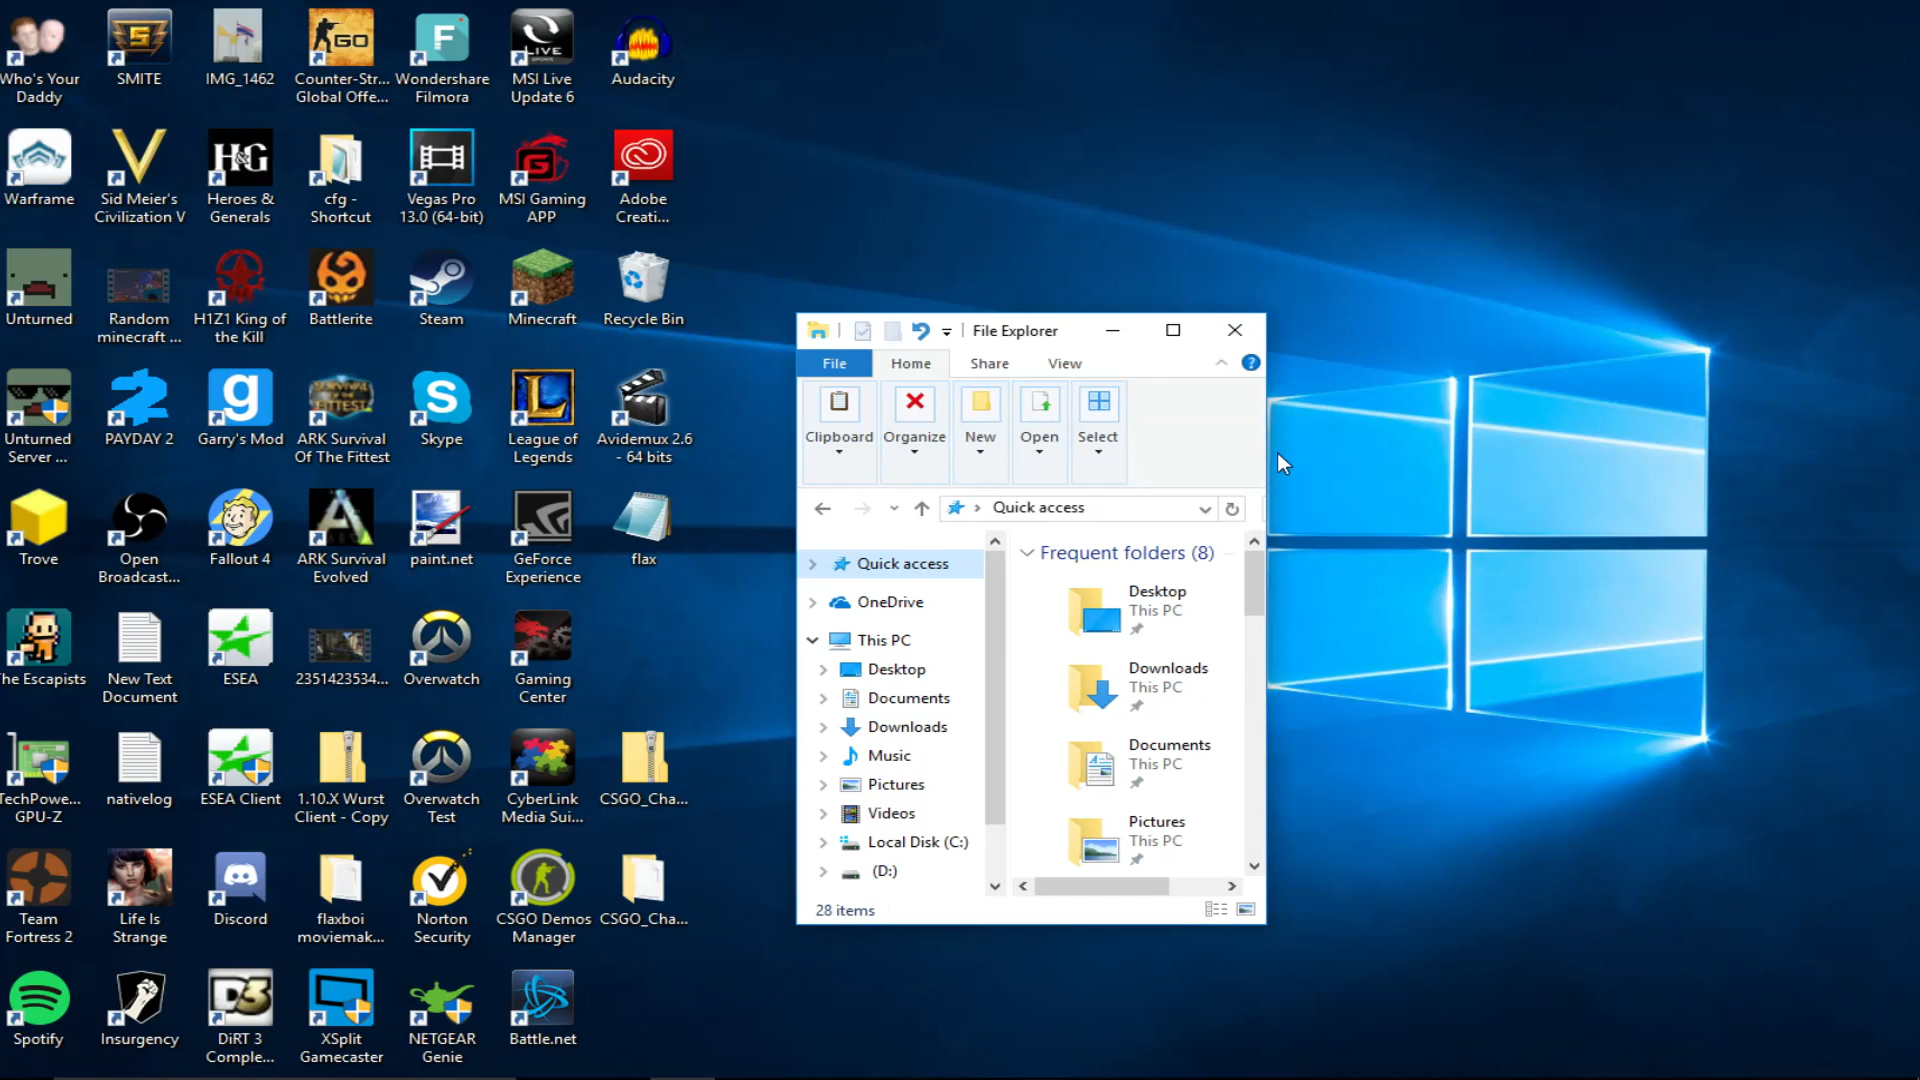 Who's Your
Daddy
SMITE
IMG_1462
Counter-Str...
Global Offe...
Wondershare
Filmora
MSI Live
Update 6
Audacity
Warframe
Sid Meier's
Civilization V
Heroes &
Generals
cfg -
Shortcut
Vegas Pro
13.0 (64-bit)
MSI Gaming
APP
Adobe
Creati...
Unturned
Random
minecraft ...
H1Z1 King of
the Kill
Battlerite
Steam
Minecraft
Recycle Bin
Unturned
Server ...
PAYDAY 2
Garry's Mod
ARK Survival
Of The Fittest
Skype
League of
Legends
Avidemux 2.6
- 64 bits
Trove
Open
Broadcast...
Fallout 4
ARK Survival
Evolved
paint.net
GeForce
Experience
flax
he Escapists
New Text
Document
ESEA
2351423534...
Overwatch
Gaming
Center
TechPowe...
GPU-Z
nativelog
ESEA Client
1.10.X Wurst
Client - Copy
Overwatch
Test
CyberLink
Media Sui...
CSGO_Cha...
Team
Fortress 2
Life Is
Strange
Discord
flaxboi
moviemak...
Norton
Security
CSGO Demos
Manager
CSGO_Cha...
Spotify
Insurgency
DiRT 3
Comple...
XSplit
Gamecaster
NETGEAR
Genie
Battle.net
GO
F
LIVE
H&G
G
g
S
L
D3
File Explorer
File
Home
Share
View
Clipboard
Organize
New
Open
Select
Quick access
Quick access
OneDrive
This PC
Desktop
Documents
Downloads
Music
Pictures
Videos
Local Disk (C:)
(D:)
Frequent folders (8)
Desktop
This PC
Downloads
This PC
Documents
This PC
Pictures
This PC
28 items